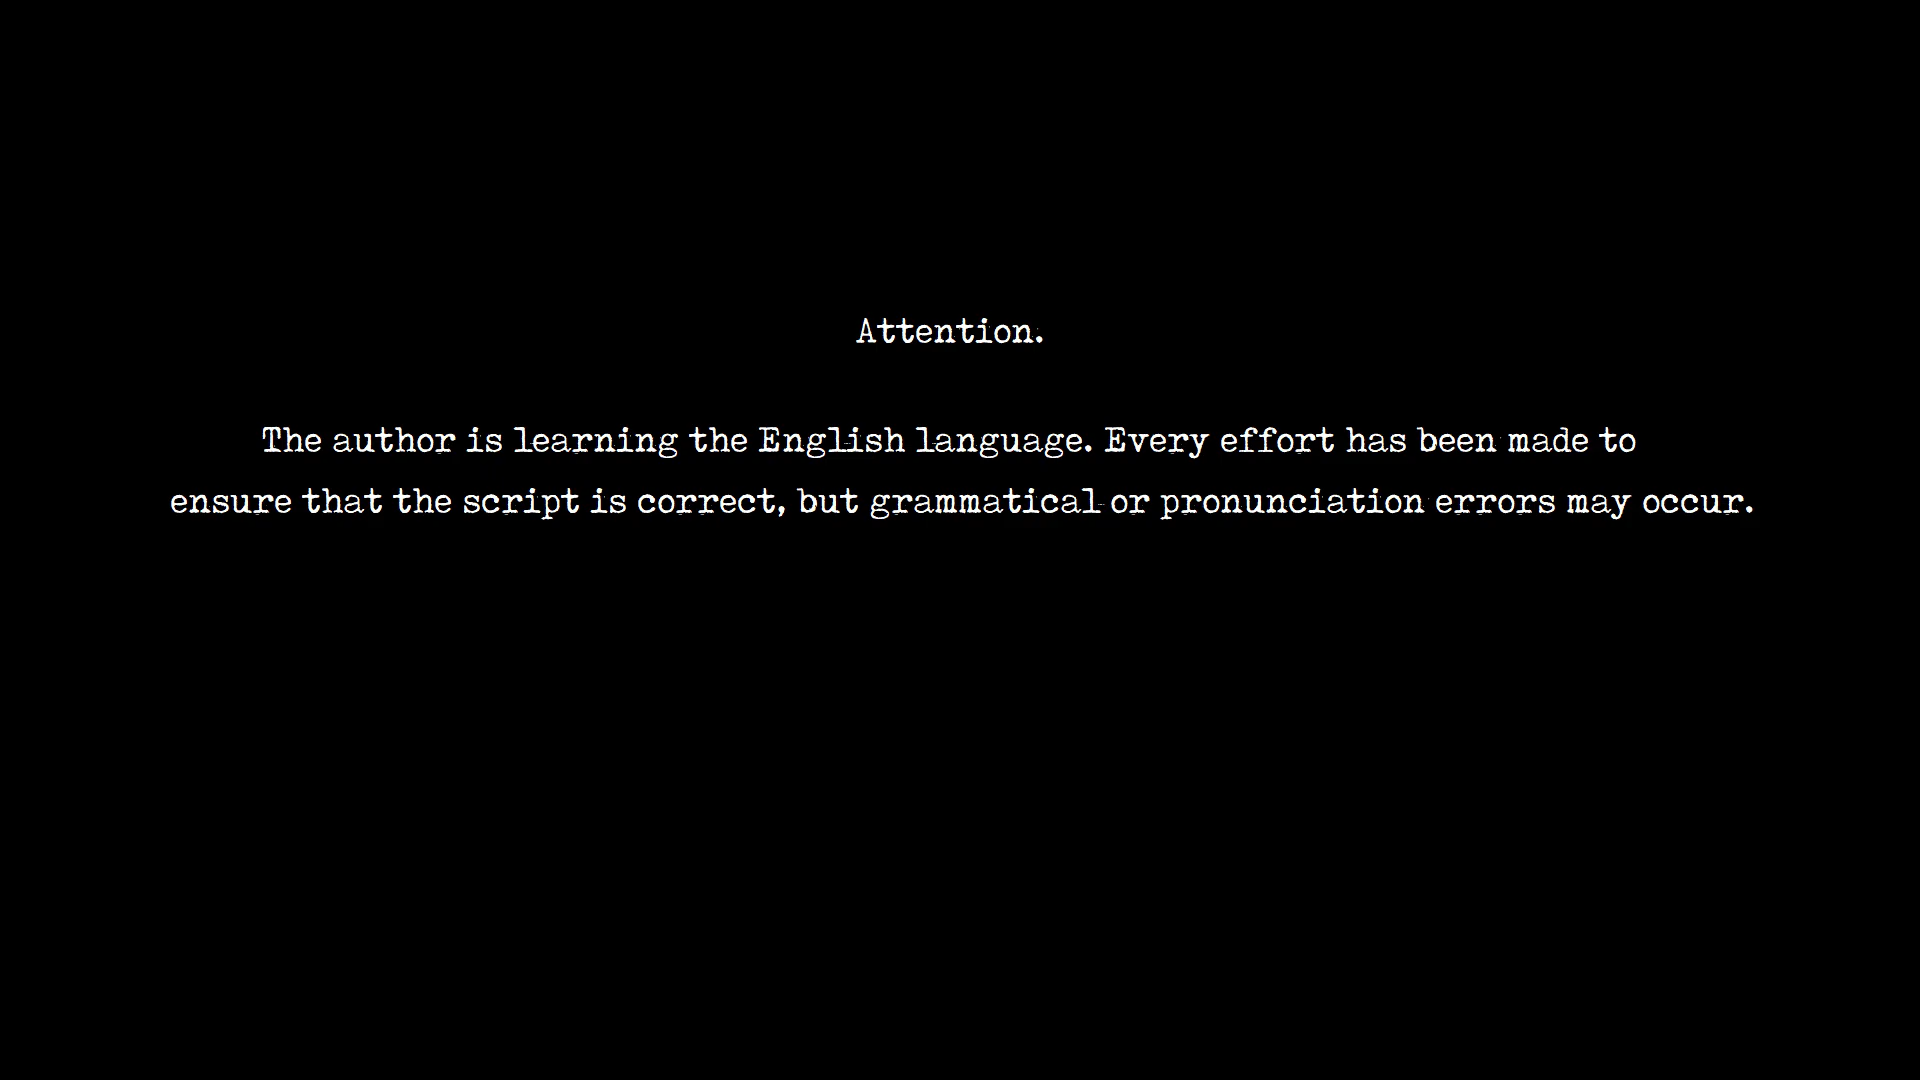 Attention.
The author is learning the English language. Every effort has been made to
ensure that the script is correct, but grammatical or pronunciation errors may occur.